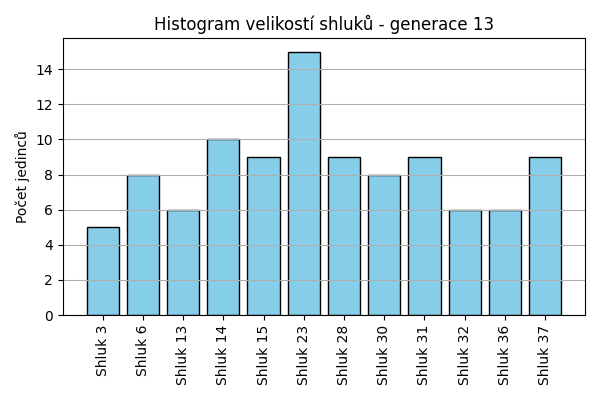 Histogram velikostí shluků - generace 13
Počet jedinců
14
12
10
8
6
4
2
0
Shluk 3
Shluk 6
Shluk 13
Shluk 14
Shluk 15
Shluk 23
Shluk 28
Shluk 30
Shluk 31
Shluk 32
Shluk 36
Shluk 37